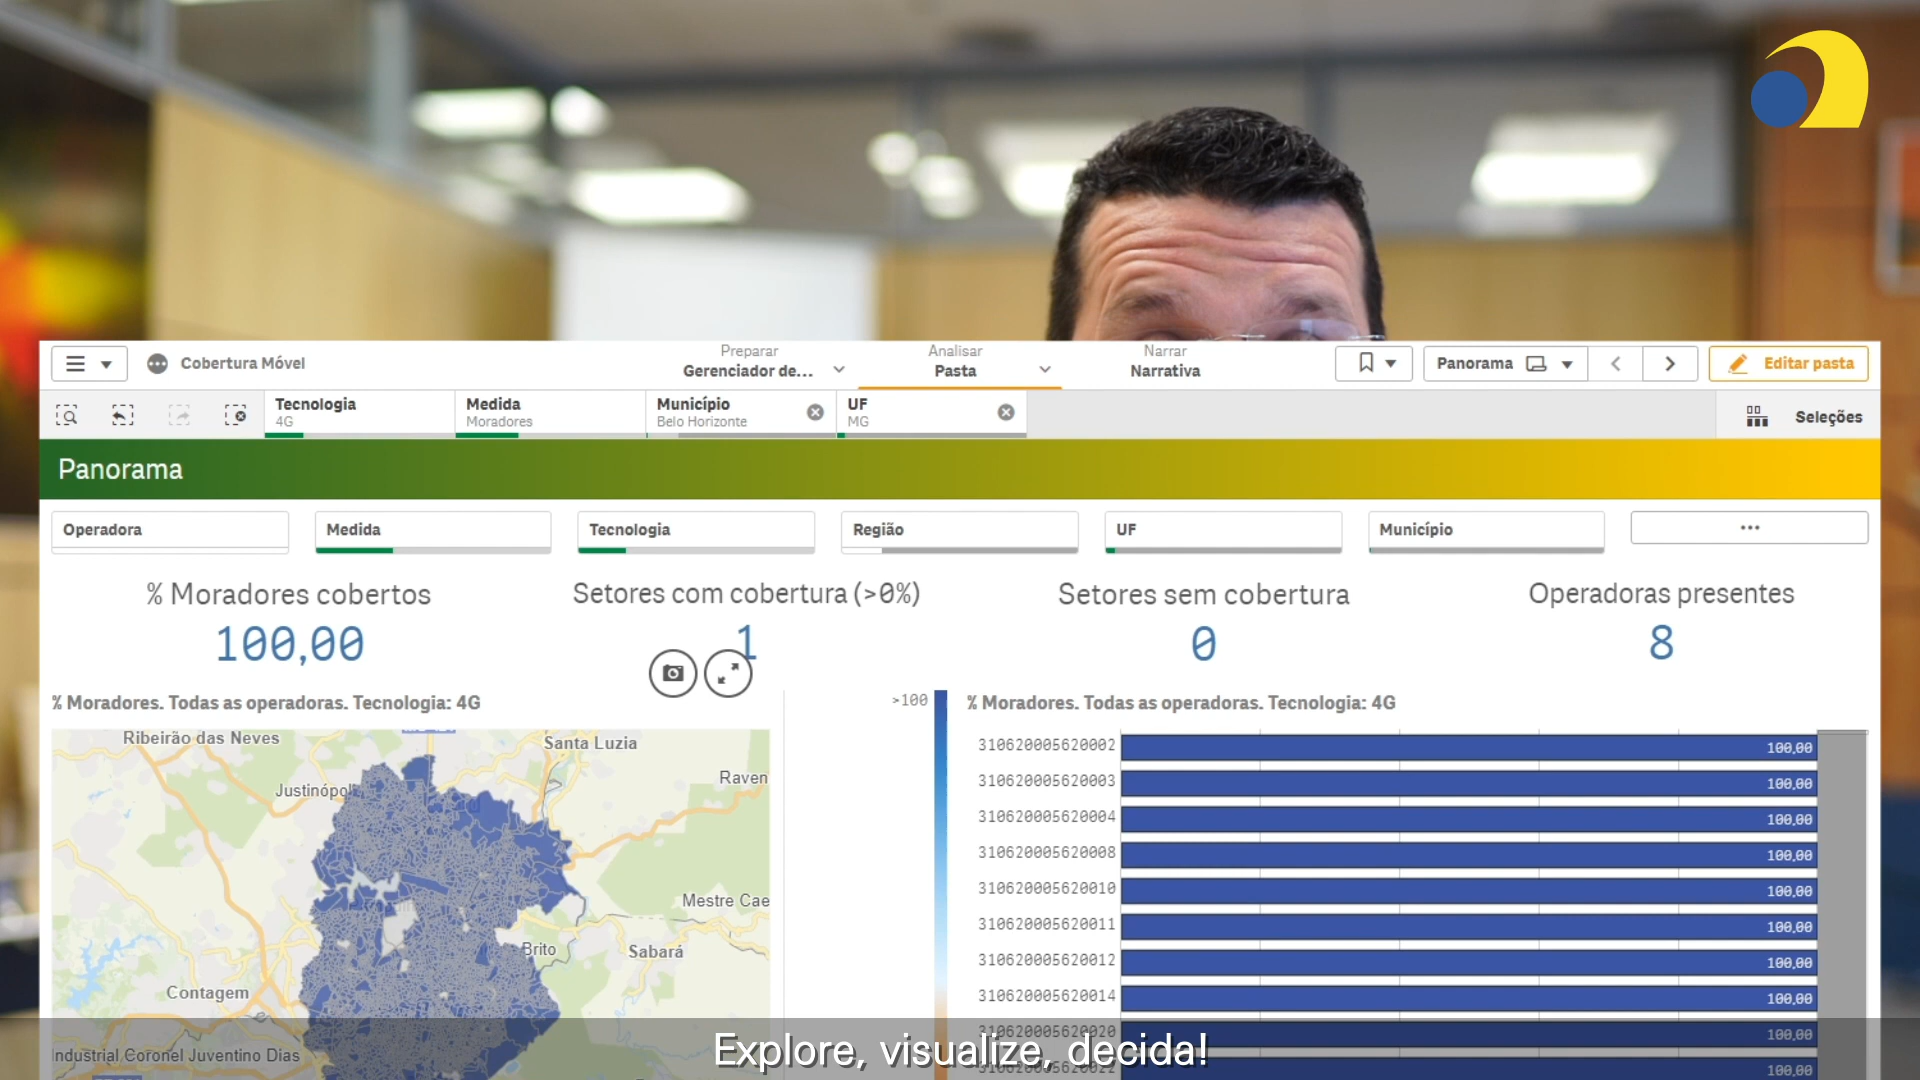 Cobertura Móvel
Preparar
Gerenciador de...
Analisar
Pasta
Narrar
Narrativa
Panorama
Editar pasta
Tecnologia
4G
Medida
Moradores
Município
Belo Horizonte
UF
MG
Seleções
Panorama
Operadora
Medida
Tecnologia
Região
UF
Município
% Moradores cobertos
100,00
Setores com cobertura (>0%)
1
Setores sem cobertura
0
Operadoras presentes
8
% Moradores. Todas as operadoras. Tecnologia: 4G
Ribeirão das Neves
Santa Luzia
Justinópol
Raven
Mestre Cae
Brito
Sabará
Contagem
Industrial Coronel Juventino Dias
>100
% Moradores. Todas as operadoras. Tecnologia: 4G
310620005620002 100,00
310620005620003 100,00
310620005620004 100,00
310620005620008 100,00
310620005620010 100,00
310620005620011 100,00
310620005620012 100,00
310620005620014 100,00
310620005620020 100,00
310620005620022 100,00
Explore, visualize, decida!